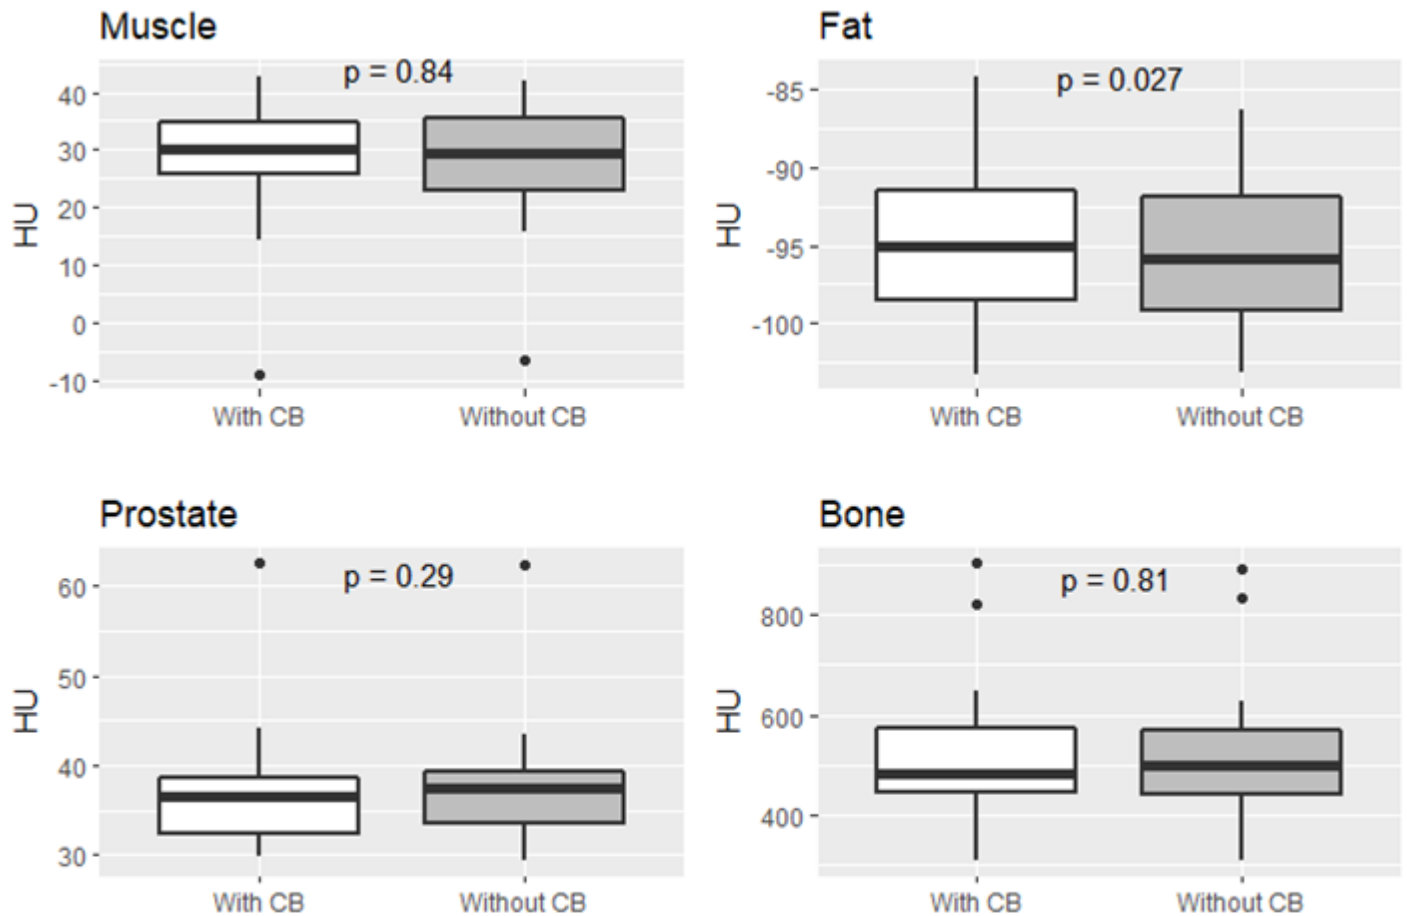 Muscle
p = 0.84
40
30
20
10
0
-10
HU
With CB
Without CB
Fat
p = 0.027
-85
-90
-95
-100
HU
With CB
Without CB
Prostate
p = 0.29
60
50
40
30
HU
With CB
Without CB
Bone
p = 0.81
800
600
400
HU
With CB
Without CB